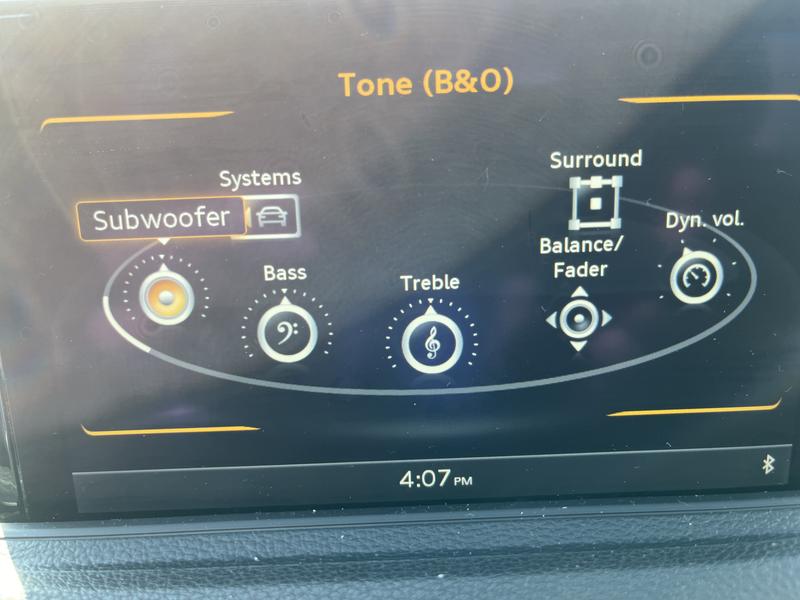 Tone (B&O)
Systems
Subwoofer
Bass
Treble
Surround
Balance/
Fader
Dyn. vol.
4:07 PM